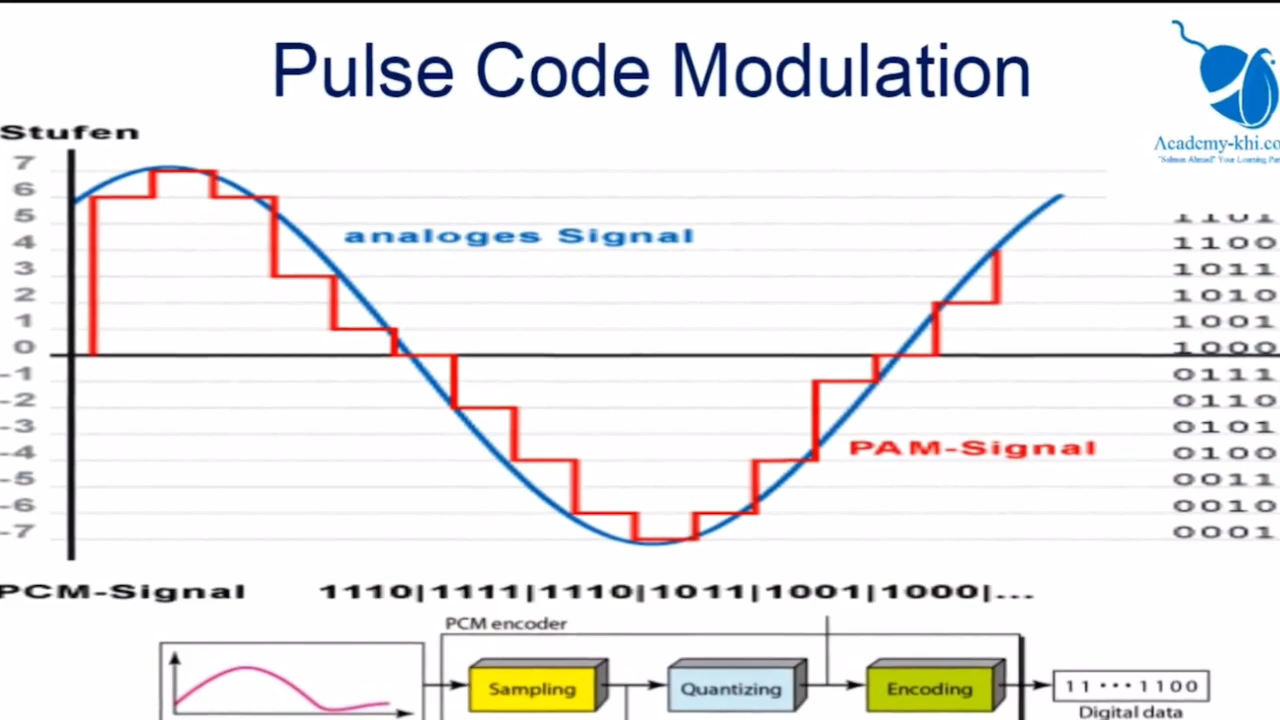 Pulse Code Modulation
Academy-khi.co
Stufen
7
6
5
4
3
2
1
0
-1
-2
-3
-4
-5
-6
-7
analoges Signal
PAM-Signal
1101
1100
1011
1010
1001
1000
0111
0110
0101
0100
0011
0010
0001
PCM-Signal 1110|1111|1110|1011|1001|1000|...
PCM encoder
Sampling
Quantizing
Encoding
11 ··· 1100
Digital data